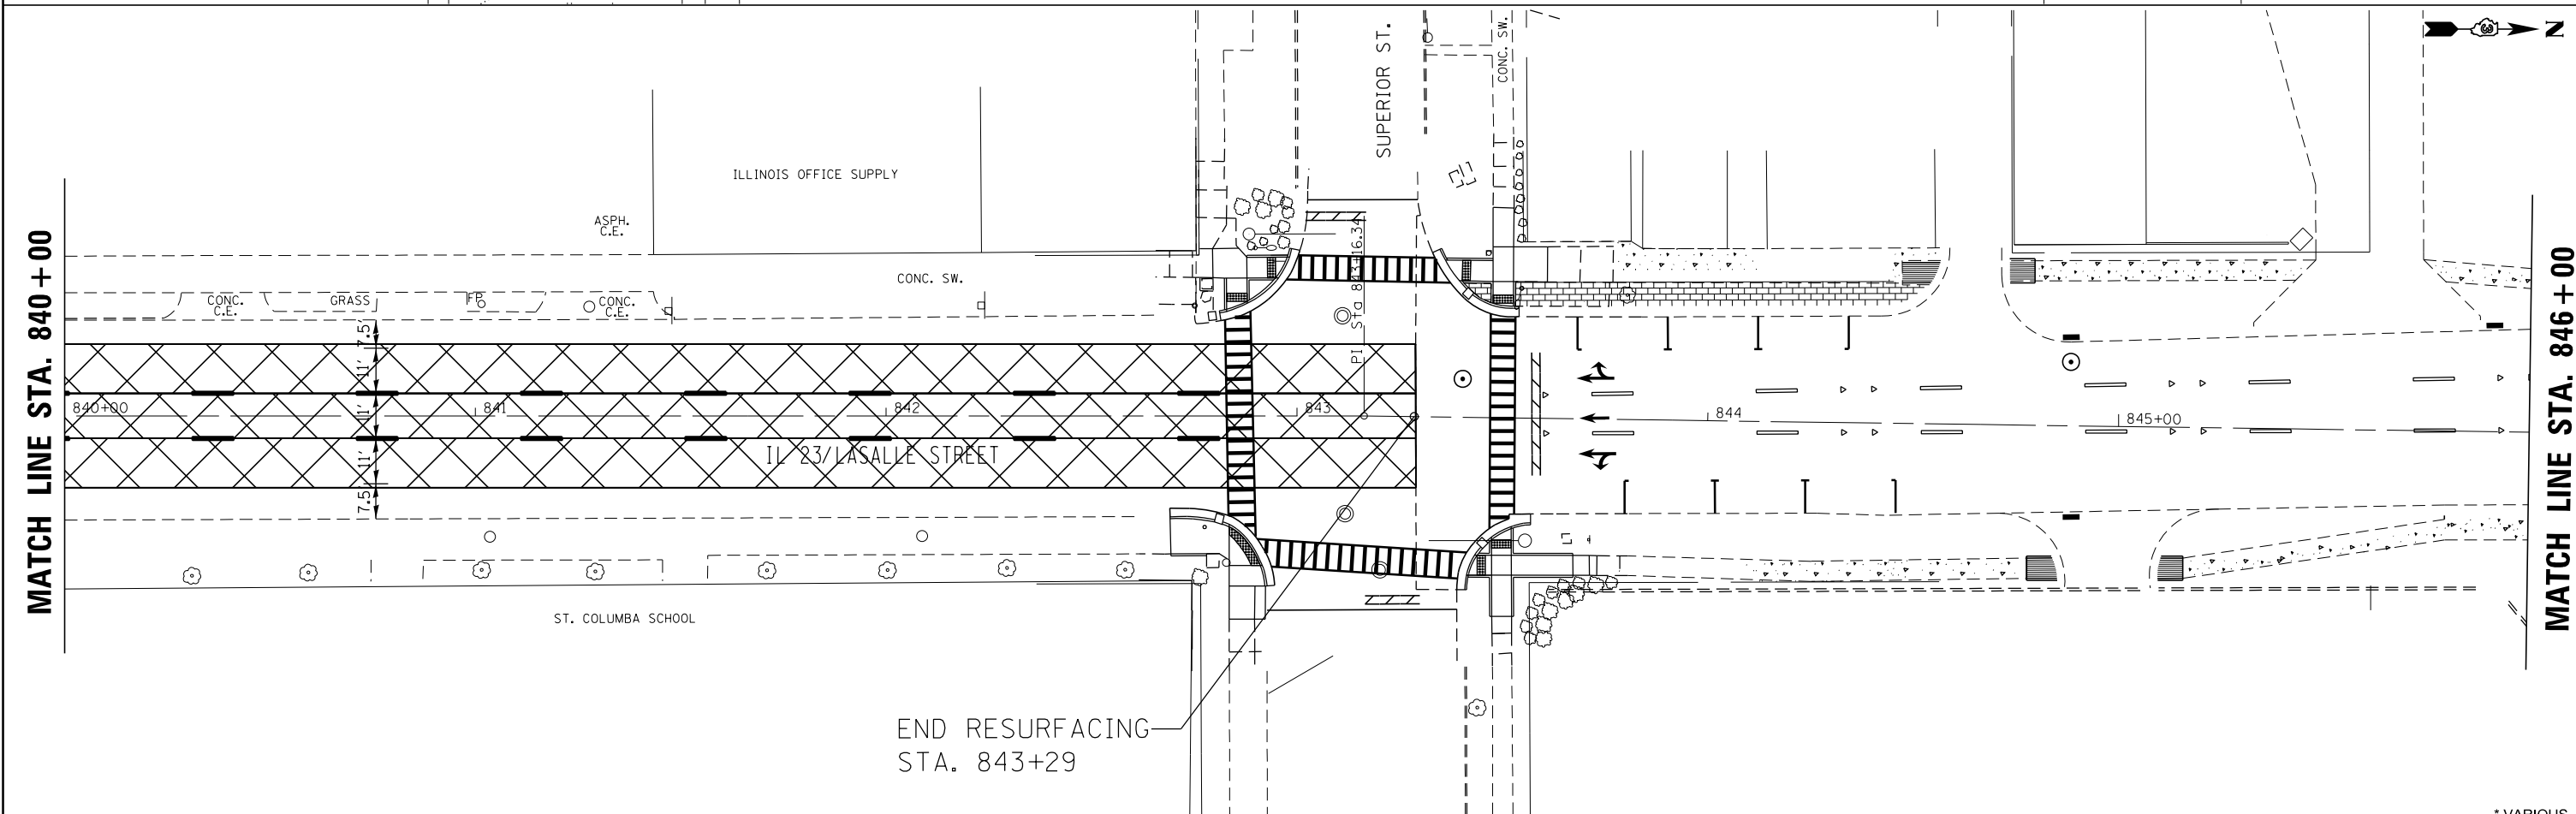 N
SUPERIOR ST.
CONC. SW.
ILLINOIS OFFICE SUPPLY
ASPH.
C.E.
CONC. SW.
CONC.
C.E.
GRASS
FP
CONC.
C.E.
PI Sta 843+16.34
7.5'
11'
11'
11'
7.5'
840+00
841
842
843
844
845+00
IL 23/LASALLE STREET
ST. COLUMBA SCHOOL
END RESURFACING
STA. 843+29
MATCH LINE STA. 840+00
MATCH LINE STA. 846+00
* VARIOUS